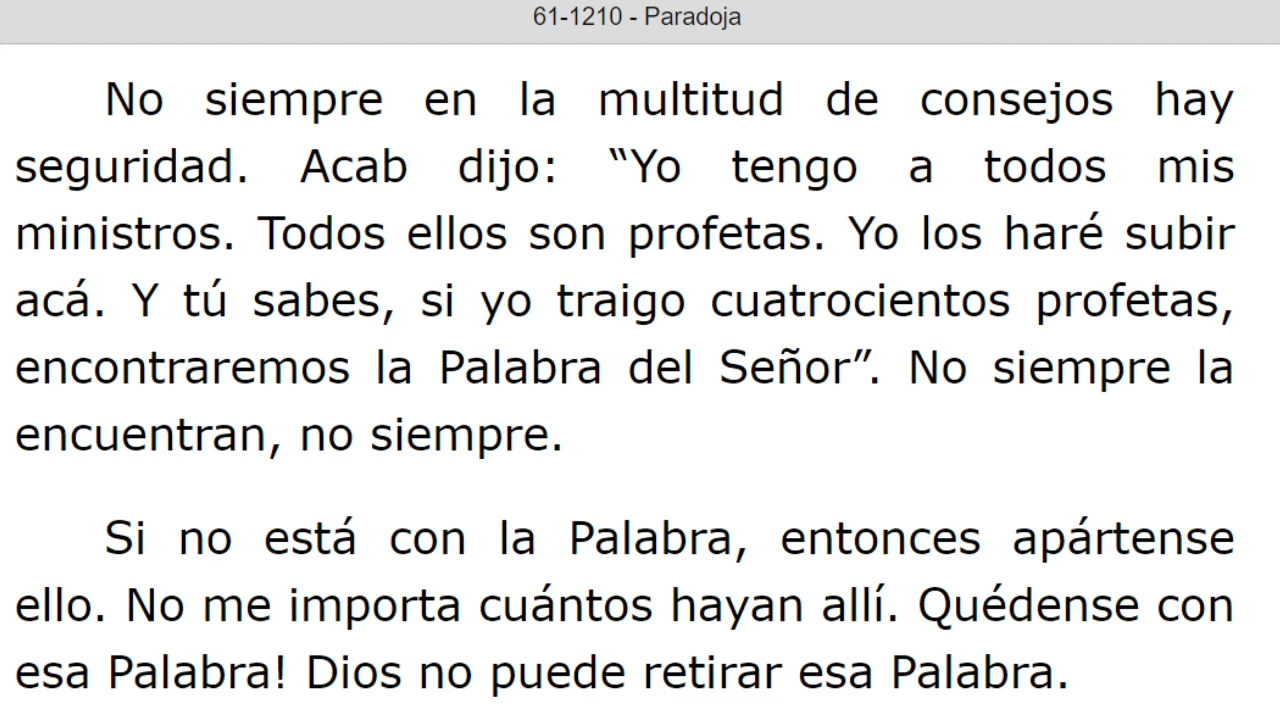 61-1210 - Paradoja
No siempre en la multitud de consejos hay
seguridad. Acab dijo: “Yo tengo a todos mis
ministros. Todos ellos son profetas. Yo los haré subir
acá. Y tú sabes, si yo traigo cuatrocientos profetas,
encontraremos la Palabra del Señor”. No siempre la
encuentran, no siempre.
Si no está con la Palabra, entonces apártense
ello. No me importa cuántos hayan allí. Quédense con
esa Palabra! Dios no puede retirar esa Palabra.